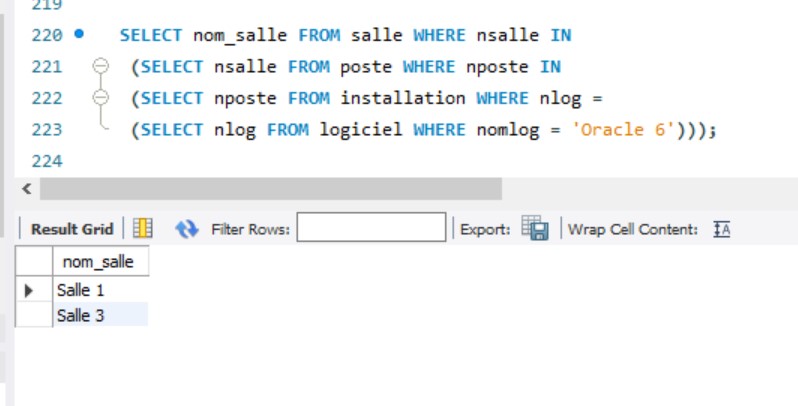 219
220 SELECT nom_salle FROM salle WHERE nsalle IN
221 (SELECT nsalle FROM poste WHERE nposte IN
222 (SELECT nposte FROM installation WHERE nlog =
223 (SELECT nlog FROM logiciel WHERE nomlog = 'Oracle 6')));
224
Result Grid Filter Rows: Export: Wrap Cell Content: IA
nom_salle
Salle 1
Salle 3